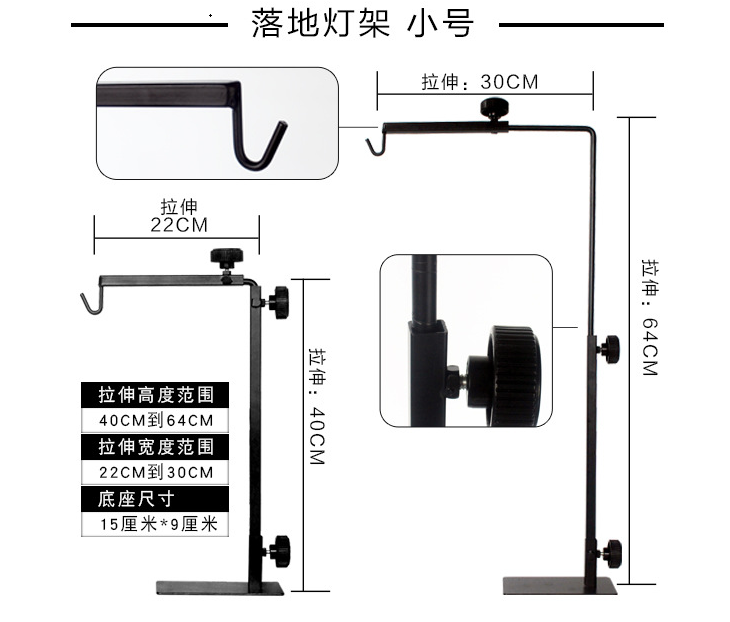 落地灯架 小号
拉伸：30CM
拉伸
22CM
拉伸：40CM
拉伸：64CM
拉伸高度范围
40CM到64CM
拉伸宽度范围
22CM到30CM
底座尺寸
15厘米*9厘米